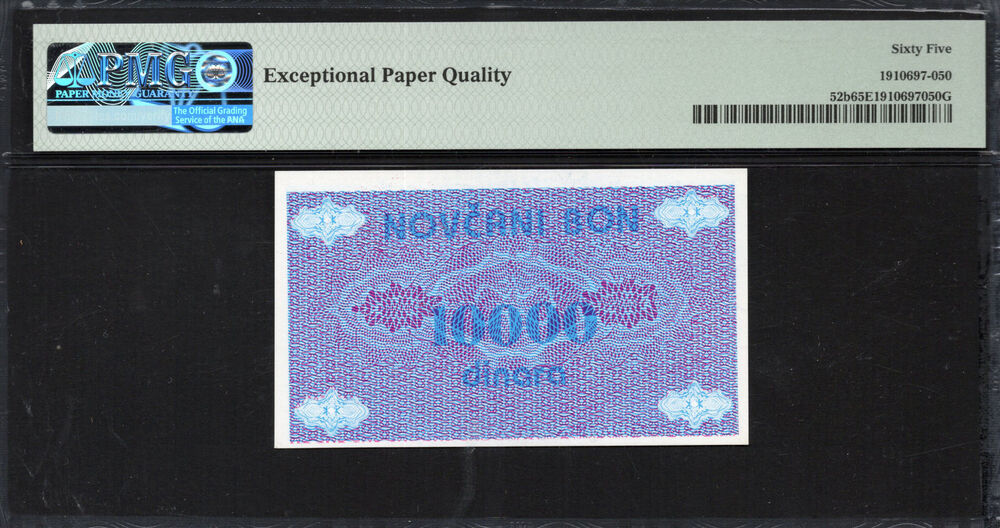 PMG
PAPER MONEY GUARANTY
The Official Grading
Service of the ANA
Exceptional Paper Quality
Sixty Five
1910697-050
52b65E1910697050G
NOVČANI BON
10000
dinara